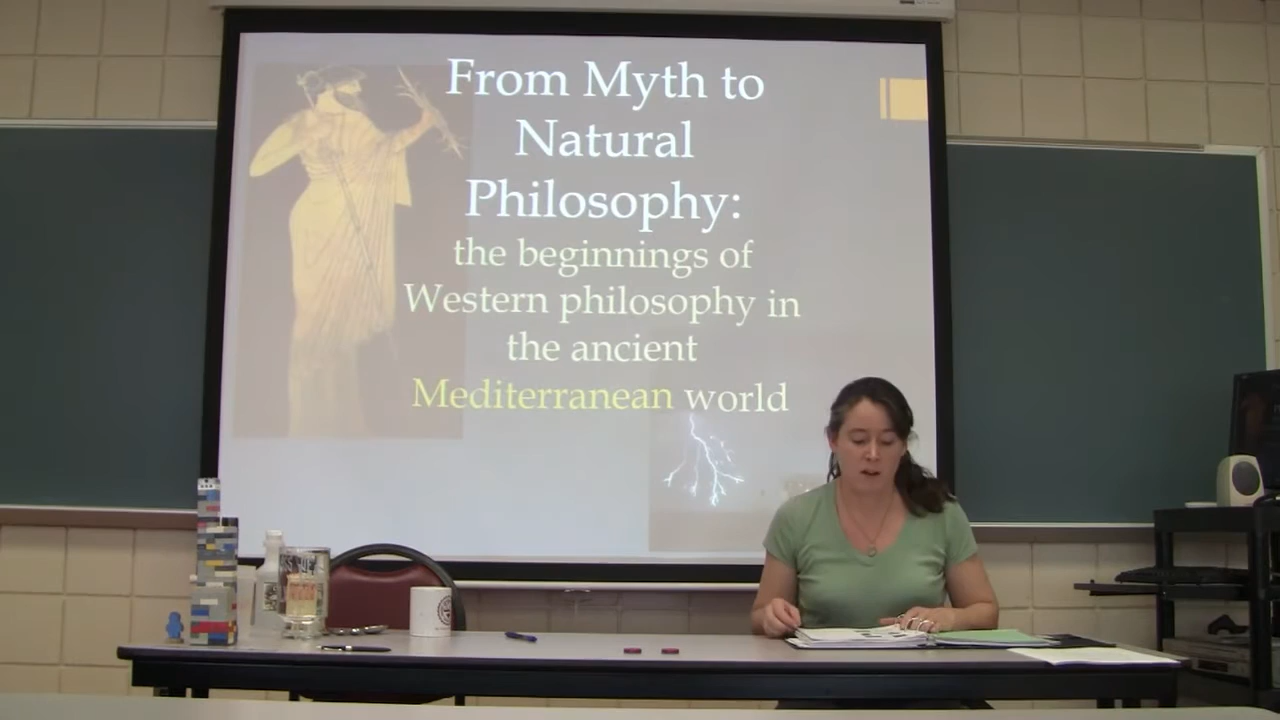 From Myth to
Natural
Philosophy:
the beginnings of
Western philosophy in
the ancient
Mediterranean world